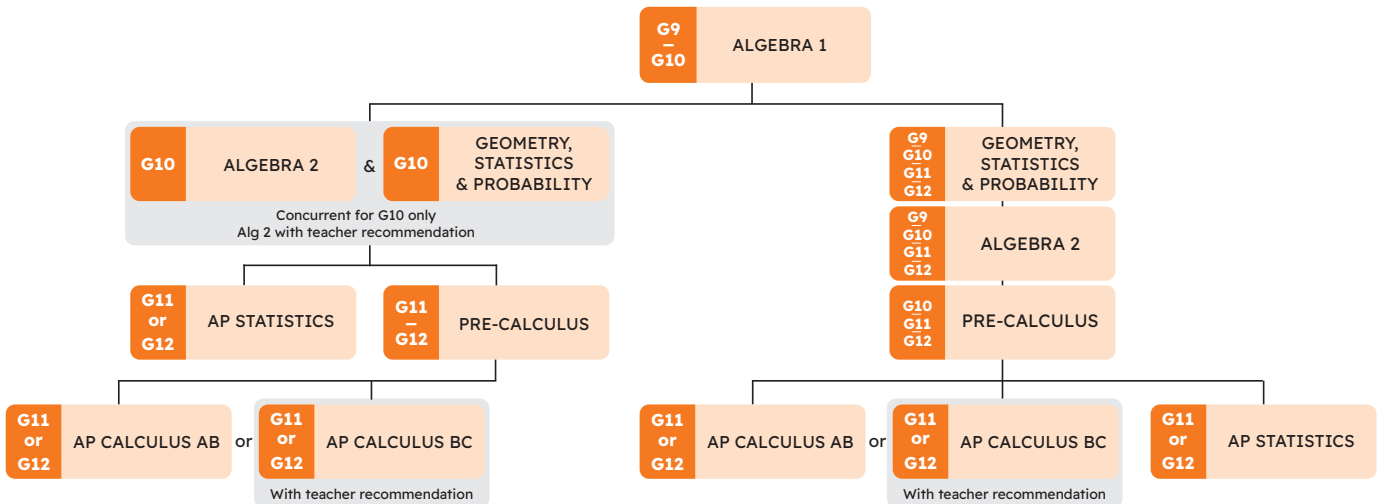 G9
–
G10
ALGEBRA 1
G10
ALGEBRA 2
&
G10
GEOMETRY,
STATISTICS
& PROBABILITY
Concurrent for G10 only
Alg 2 with teacher recommendation
G9
–
G10
–
G11
–
G12
GEOMETRY,
STATISTICS
& PROBABILITY
G9
–
G10
–
G11
–
G12
ALGEBRA 2
G11
or
G12
AP STATISTICS
G11
–
G12
PRE-CALCULUS
G10
–
G11
–
G12
PRE-CALCULUS
G11
or
G12
AP CALCULUS AB
or
G11
or
G12
AP CALCULUS BC
With teacher recommendation
G11
or
G12
AP CALCULUS AB
or
G11
or
G12
AP CALCULUS BC
With teacher recommendation
G11
or
G12
AP STATISTICS